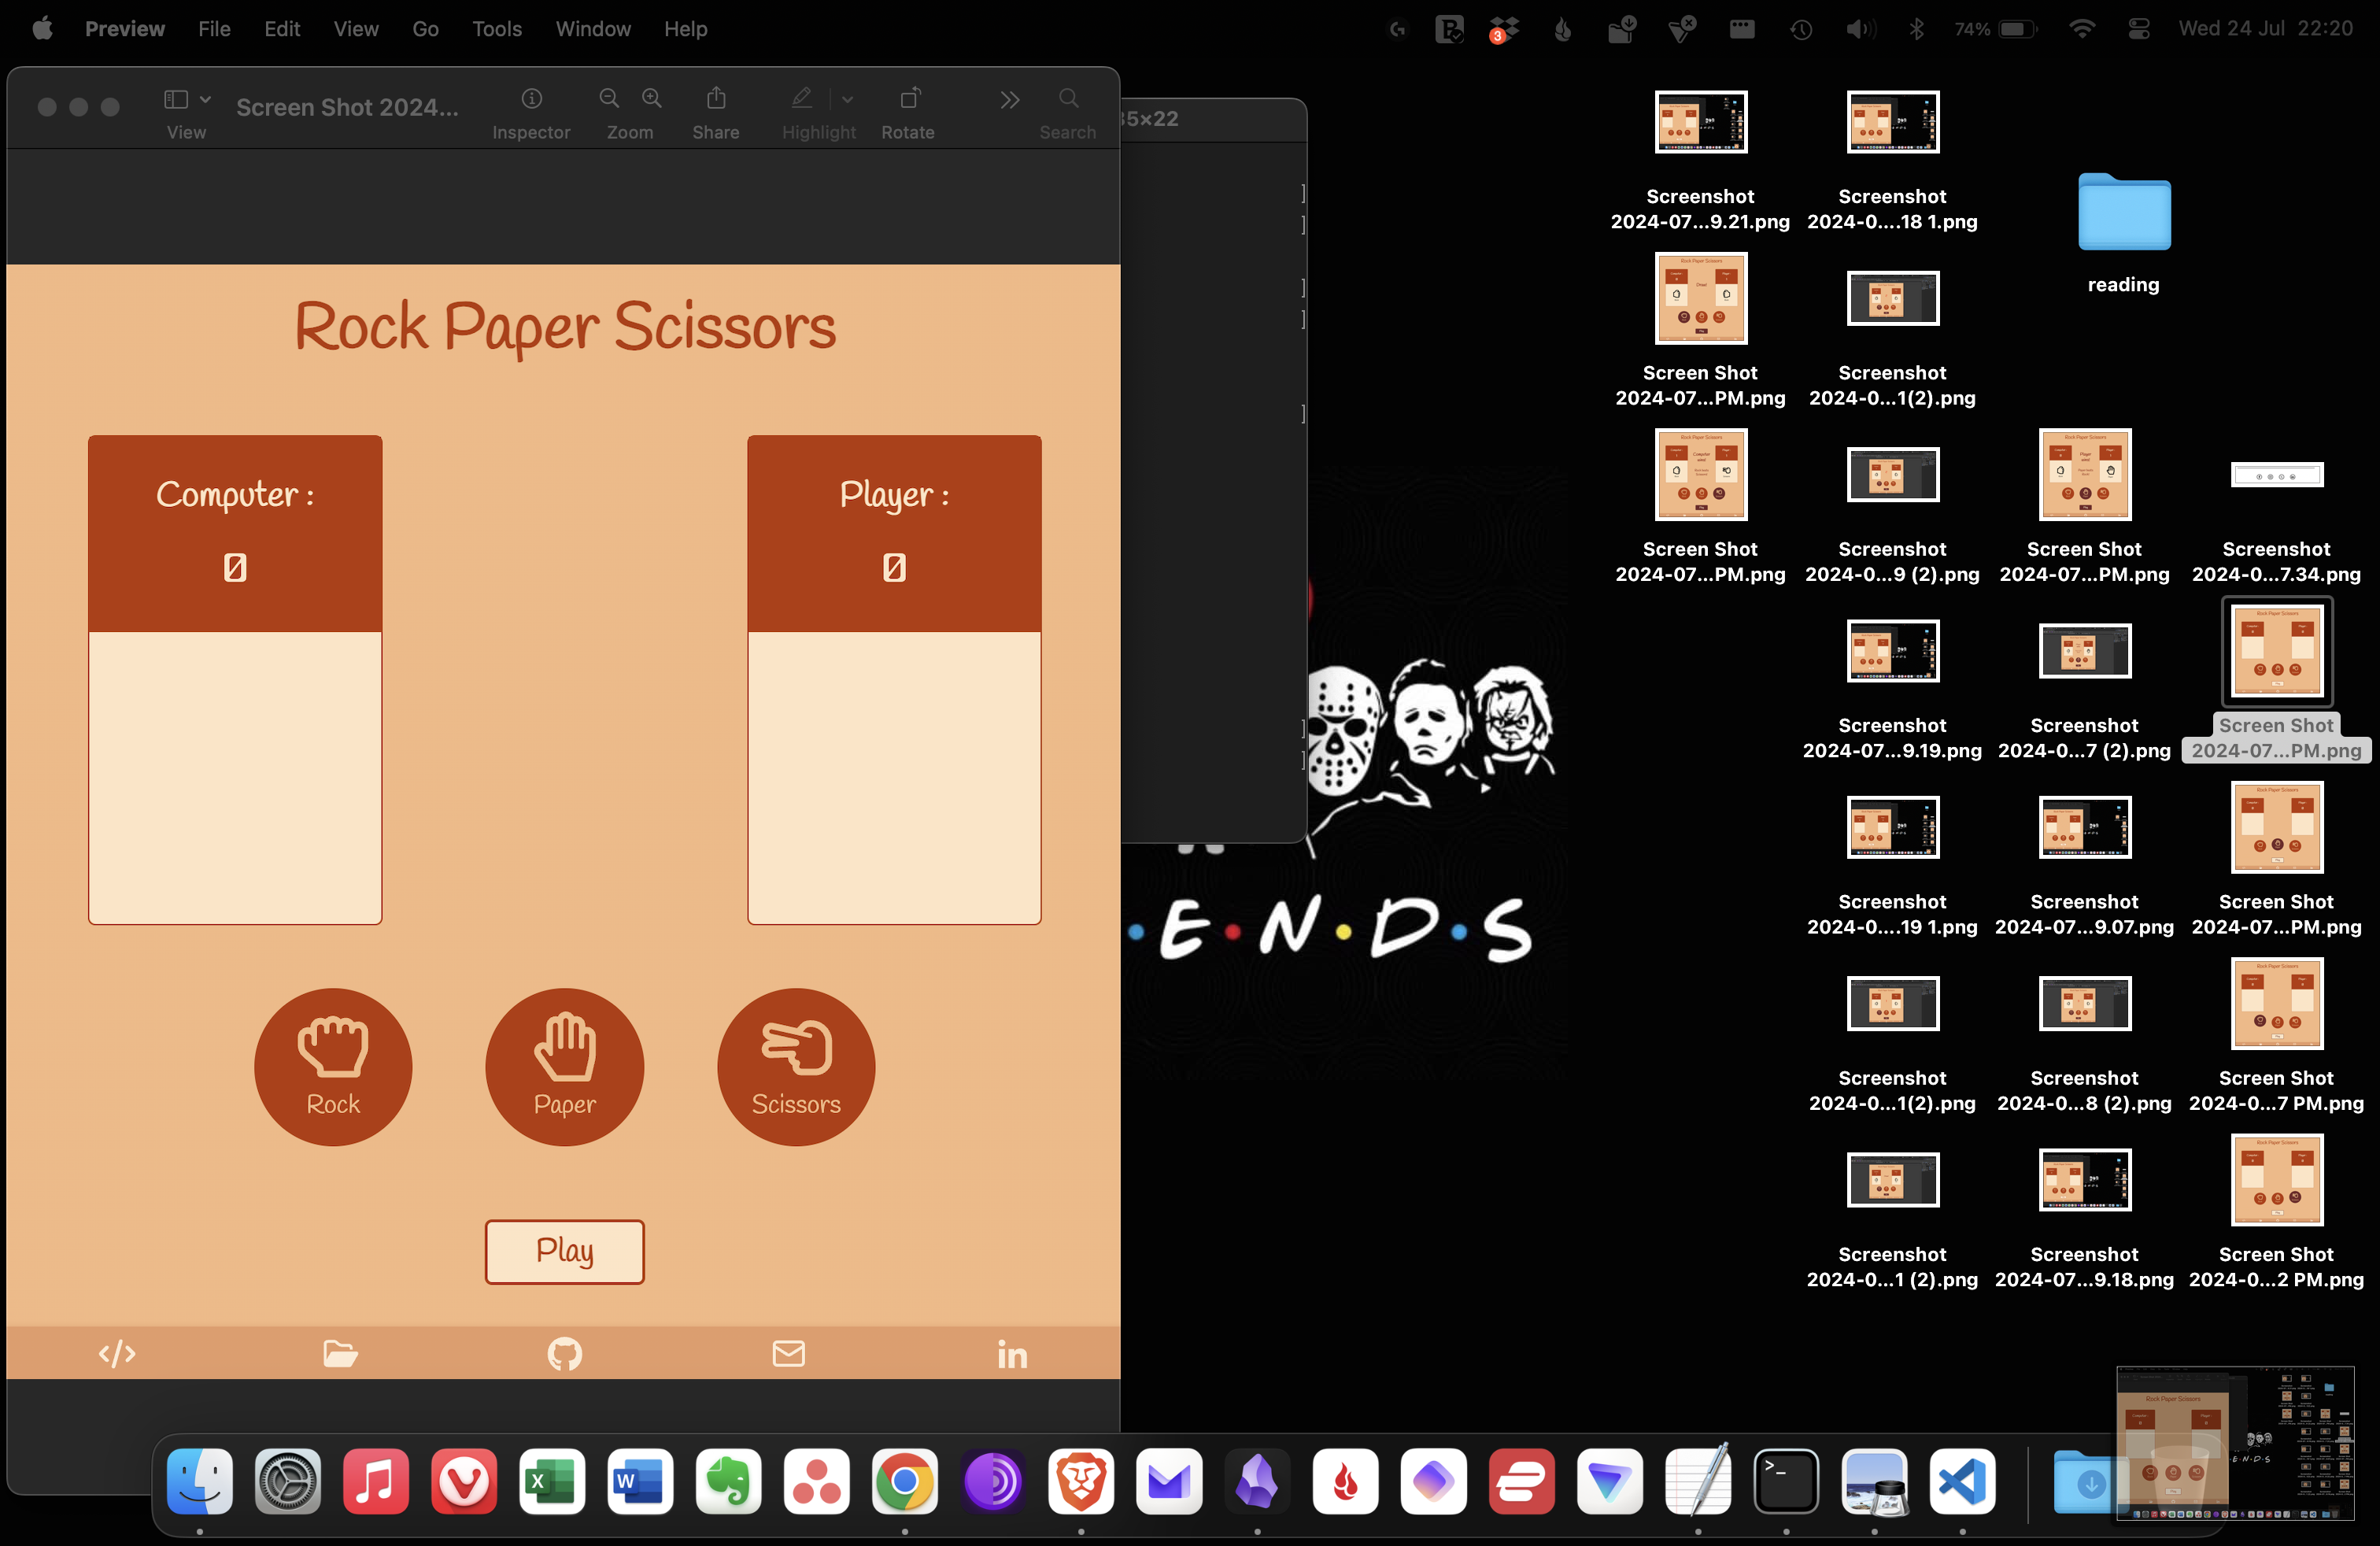 Preview File Edit View Go Tools Window Help
3
74%
Wed 24 Jul 22:20
Screen Shot 2024...
View
Inspector
Zoom
Share
Highlight
Rotate
Search
35×22
Rock Paper Scissors
Computer :
0
Player :
0
Rock
Paper
Scissors
Play
E·N·D·S
Screenshot
2024-07...9.21.png
Screenshot
2024-0....18 1.png
reading
Screen Shot
2024-07...PM.png
Screenshot
2024-0...1(2).png
Screen Shot
2024-07...PM.png
Screenshot
2024-0...9 (2).png
Screen Shot
2024-07...PM.png
Screenshot
2024-0...7.34.png
Screenshot
2024-07...9.19.png
Screenshot
2024-0...7 (2).png
Screen Shot
2024-07...PM.png
Screenshot
2024-0....19 1.png
Screenshot
2024-07...9.07.png
Screen Shot
2024-07...PM.png
Screenshot
2024-0...1(2).png
Screenshot
2024-0...8 (2).png
Screen Shot
2024-0...7 PM.png
Screenshot
2024-0...1 (2).png
Screenshot
2024-07...9.18.png
Screen Shot
2024-0...2 PM.png